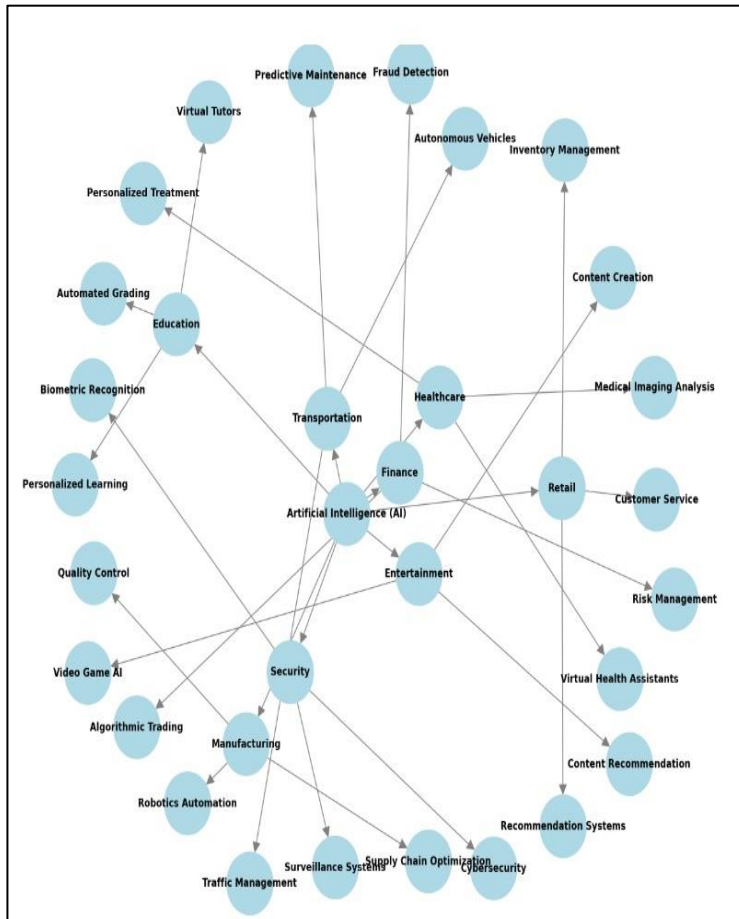 Predictive Maintenance
Fraud Detection
Virtual Tutors
Autonomous Vehicles
Inventory Management
Personalized Treatment
Content Creation
Automated Grading
Education
Biometric Recognition
Medical Imaging Analysis
Healthcare
Transportation
Finance
Personalized Learning
Retail
Customer Service
Artificial Intelligence (AI)
Quality Control
Entertainment
Risk Management
Video Game AI
Security
Virtual Health Assistants
Algorithmic Trading
Manufacturing
Content Recommendation
Robotics Automation
Recommendation Systems
Supply Chain Optimization
Surveillance Systems
Cybersecurity
Traffic Management